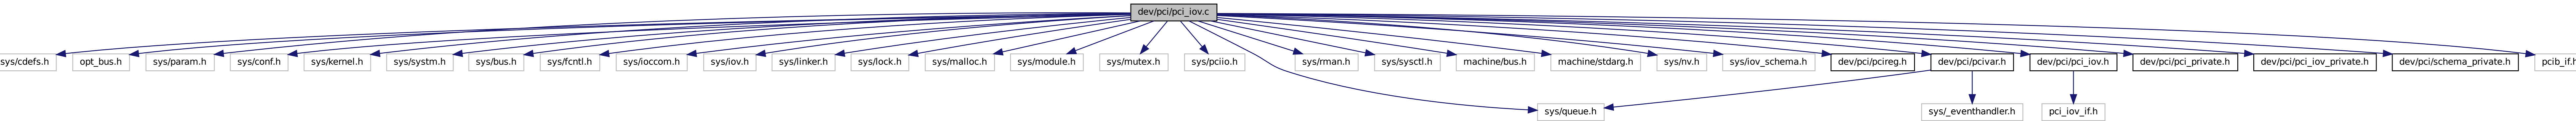 dev/pci/pci_iov.c
sys/cdefs.h
opt_bus.h
sys/param.h
sys/conf.h
sys/kernel.h
sys/systm.h
sys/bus.h
sys/fcntl.h
sys/ioccom.h
sys/iov.h
sys/linker.h
sys/lock.h
sys/malloc.h
sys/module.h
sys/mutex.h
sys/pciio.h
sys/rman.h
sys/sysctl.h
machine/bus.h
machine/stdarg.h
sys/nv.h
sys/iov_schema.h
dev/pci/pcireg.h
dev/pci/pcivar.h
dev/pci/pci_iov.h
dev/pci/pci_private.h
dev/pci/pci_iov_private.h
dev/pci/schema_private.h
pcib_if.h
sys/queue.h
sys/_eventhandler.h
pci_iov_if.h